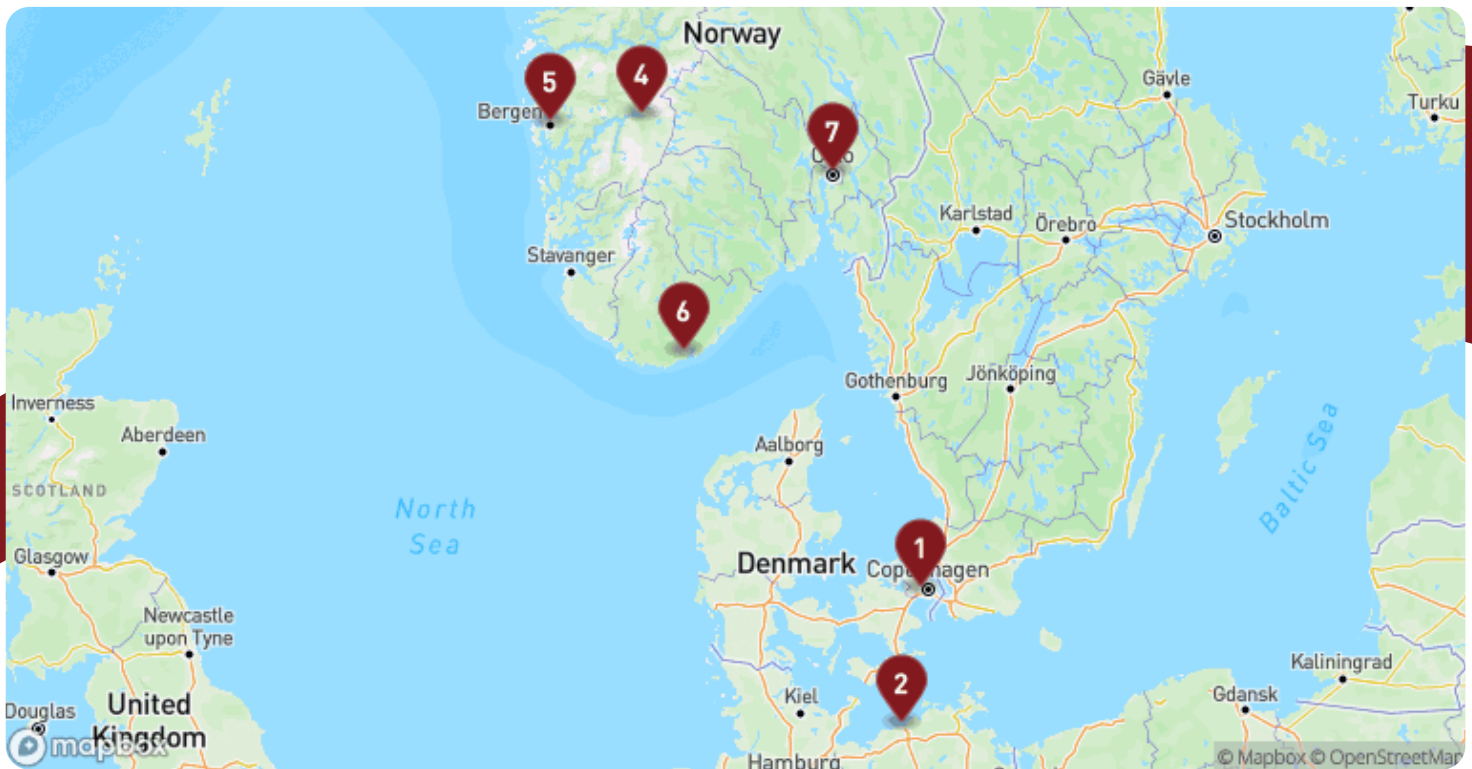 Norway
5
4
Gävle
Turku
Bergen
7
Karlstad
Örebro
Stockholm
Stavanger
6
Gothenburg
Jönköping
Inverness
Aberdeen
Aalborg
SCOTLAND
North
Sea
Baltic Sea
1
Glasgow
Denmark
Newcastle
upon Tyne
2
Kaliningrad
Kiel
Gdansk
United
Kingdom
Douglas
mapbox
Hamburg
© Mapbox © OpenStreetMap